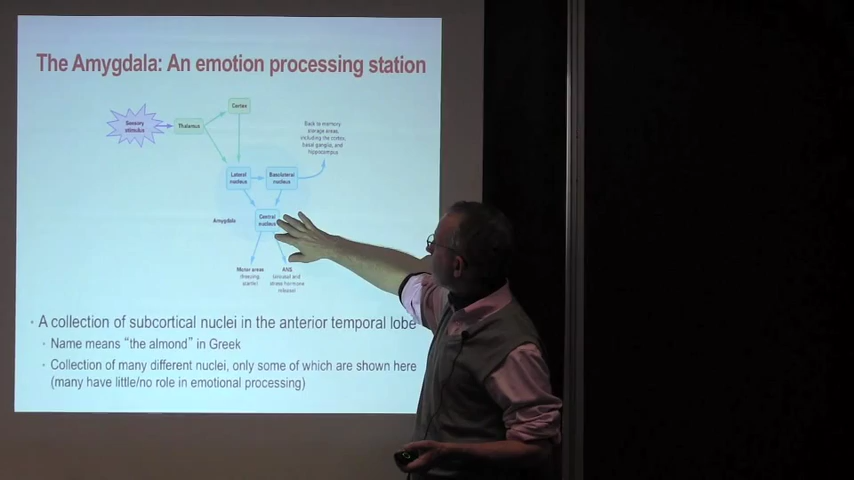 The Amygdala: An emotion processing station
Cortex
Sensory
stimulus
Thalamus
Back to memory
storage areas,
including the cortex,
basal ganglia, and
hippocampus
Lateral
nucleus
Basolateral
nucleus
Amygdala
Central
nucleus
Motor areas
(freezing,
startle)
ANS
(arousal and
stress hormone
release)
• A collection of subcortical nuclei in the anterior temporal lobe
• Name means “the almond” in Greek
• Collection of many different nuclei, only some of which are shown here
(many have little/no role in emotional processing)